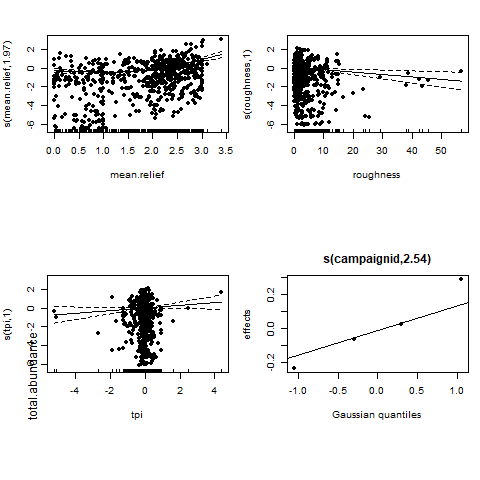 s(mean.relief,1.97)
2
0
-2
-4
-6
0.0 0.5 1.0 1.5 2.0 2.5 3.0 3.5
mean.relief
s(roughness,1)
2
0
-2
-4
-6
0 10 20 30 40 50
roughness
total.abundance
s(tpi,1)
2
0
-2
-4
-6
-4 -2 0 2 4
tpi
s(campaignid,2.54)
effects
0.2
0.0
-0.2
-1.0 -0.5 0.0 0.5 1.0
Gaussian quantiles